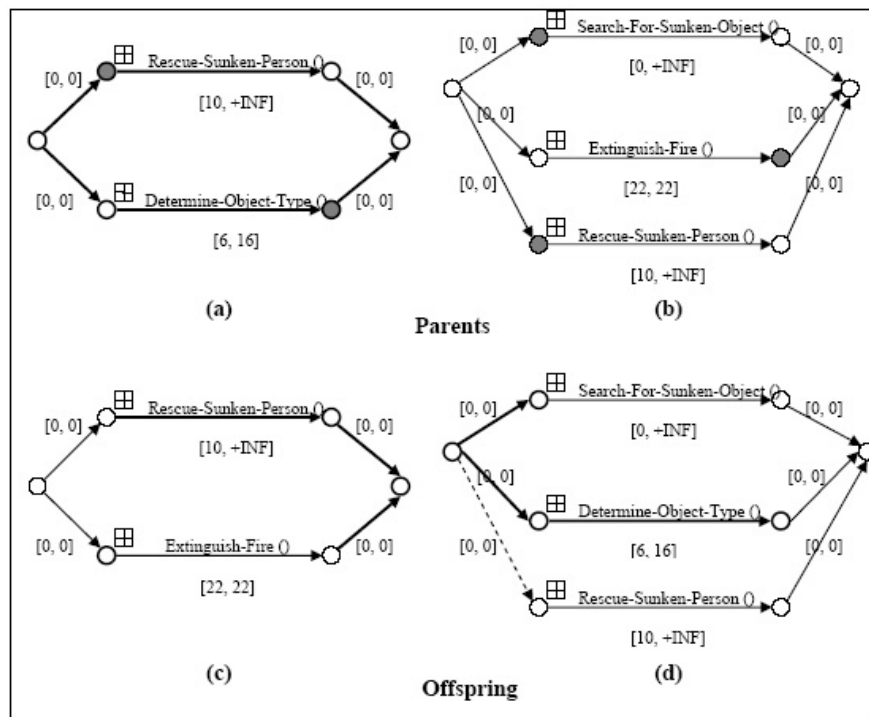 Rescue-Sunken-Person ()
[0, 0]
[0, 0]
[10, +INF]
Determine-Object-Type ()
[0, 0]
[0, 0]
[6, 16]
(a)
Search-For-Sunken-Object ()
[0, 0]
[0, 0]
[0, +INF]
[0, 0]
Extinguish-Fire ()
[0, 0]
[22, 22]
[0, 0]
[0, 0]
Rescue-Sunken-Person ()
[10, +INF]
(b)
Parents
Rescue-Sunken-Person ()
[0, 0]
[0, 0]
[10, +INF]
Extinguish-Fire ()
[0, 0]
[0, 0]
[22, 22]
(c)
Search-For-Sunken-Object ()
[0, 0]
[0, 0]
[0, +INF]
[0, 0]
[0, 0]
Determine-Object-Type ()
[0, 0]
[6, 16]
[0, 0]
Rescue-Sunken-Person ()
[10, +INF]
(d)
Offspring